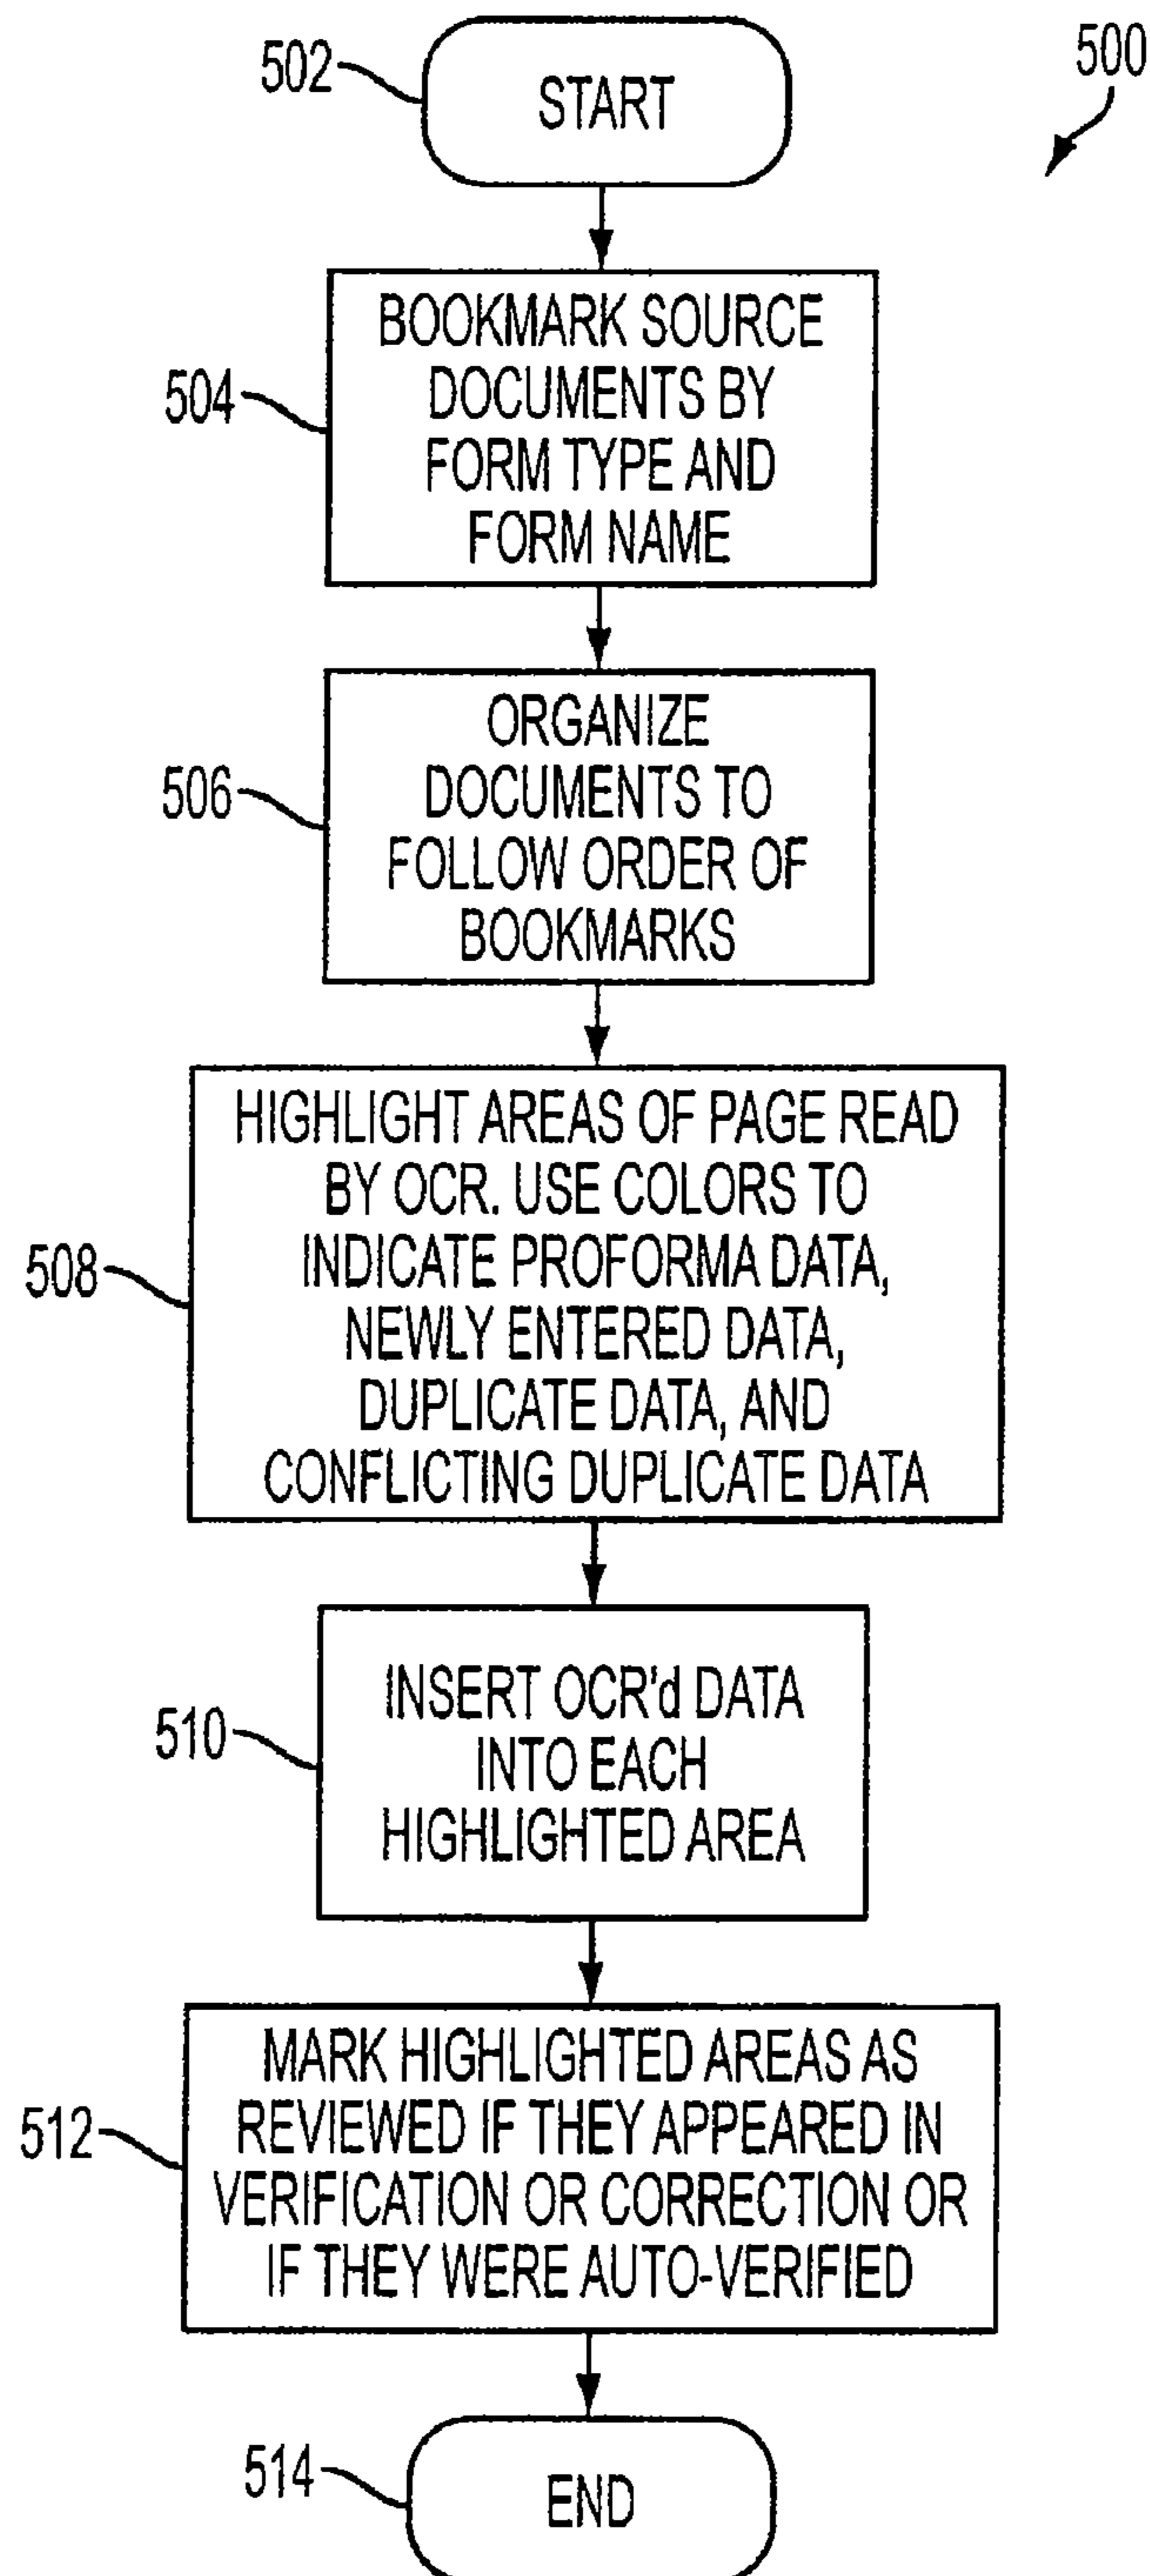 500
502
START
504
BOOKMARK SOURCE
DOCUMENTS BY
FORM TYPE AND
FORM NAME
506
ORGANIZE
DOCUMENTS TO
FOLLOW ORDER OF
BOOKMARKS
508
HIGHLIGHT AREAS OF PAGE READ
BY OCR. USE COLORS TO
INDICATE PROFORMA DATA,
NEWLY ENTERED DATA,
DUPLICATE DATA, AND
CONFLICTING DUPLICATE DATA
510
INSERT OCR'd DATA
INTO EACH
HIGHLIGHTED AREA
512
MARK HIGHLIGHTED AREAS AS
REVIEWED IF THEY APPEARED IN
VERIFICATION OR CORRECTION OR
IF THEY WERE AUTO-VERIFIED
514
END